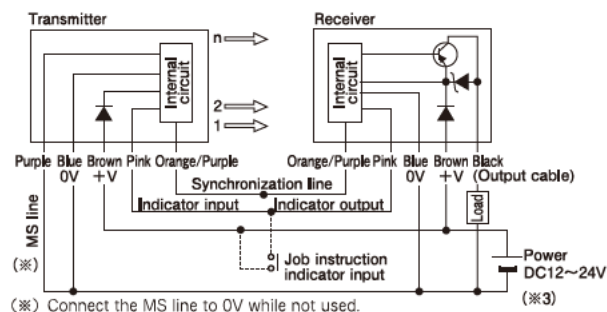 Transmitter
Receiver
n
2
1
Internal circuit
Internal circuit
Purple Blue Brown Pink Orange/Purple
0V +V
Orange/Purple Pink Blue Brown Black
0V +V (Output cable)
Synchronization line
Indicator input
Indicator output
MS line
(※)
Job instruction
indicator input
Load
Power
DC12～24V
(※3)
(※) Connect the MS line to 0V while not used.